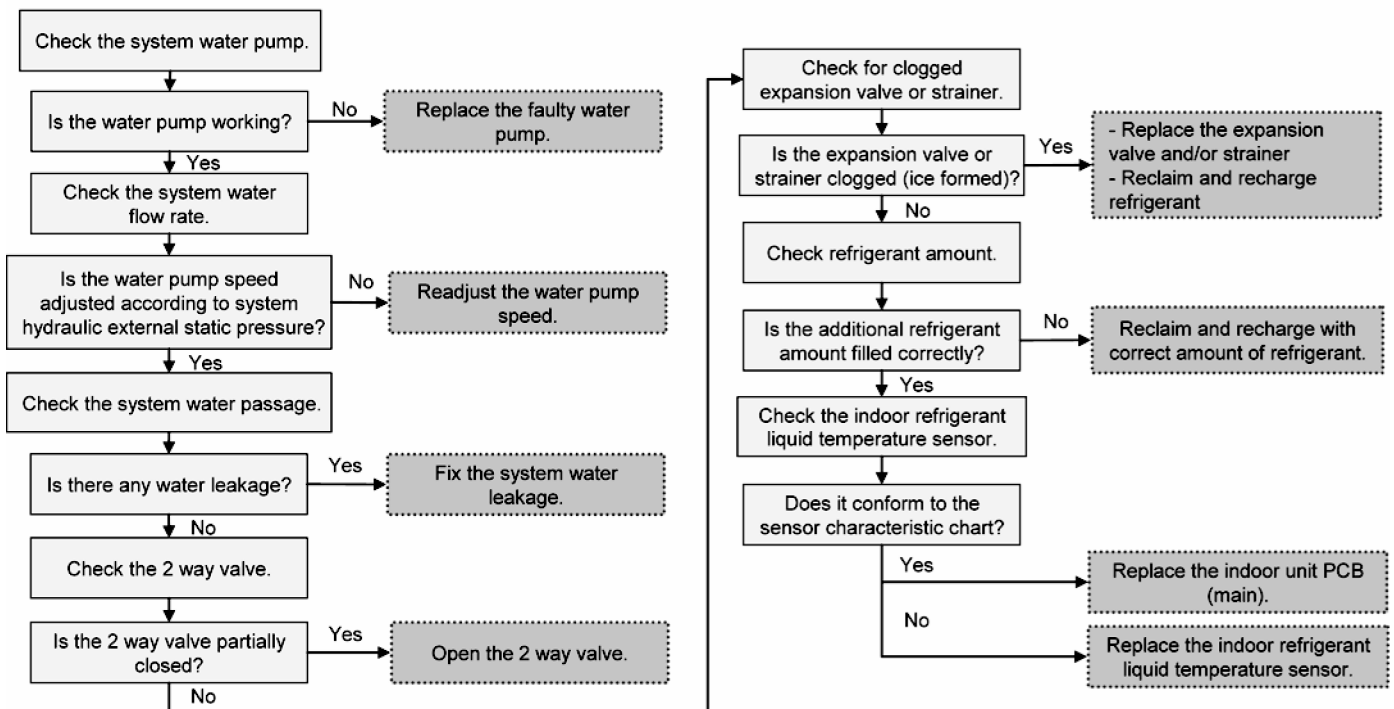 Check the system water pump.
Is the water pump working?
No
Replace the faulty water
pump.
Yes
Check the system water
flow rate.
Is the water pump speed
adjusted according to system
hydraulic external static pressure?
No
Readjust the water pump
speed.
Yes
Check the system water passage.
Is there any water leakage?
Yes
Fix the system water
leakage.
No
Check the 2 way valve.
Is the 2 way valve partially
closed?
Yes
Open the 2 way valve.
No
Check for clogged
expansion valve or strainer.
Is the expansion valve or
strainer clogged (ice formed)?
Yes
- Replace the expansion
valve and/or strainer
- Reclaim and recharge
refrigerant
No
Check refrigerant amount.
Is the additional refrigerant
amount filled correctly?
No
Reclaim and recharge with
correct amount of refrigerant.
Yes
Check the indoor refrigerant
liquid temperature sensor.
Does it conform to the
sensor characteristic chart?
Yes
Replace the indoor unit PCB
(main).
No
Replace the indoor refrigerant
liquid temperature sensor.